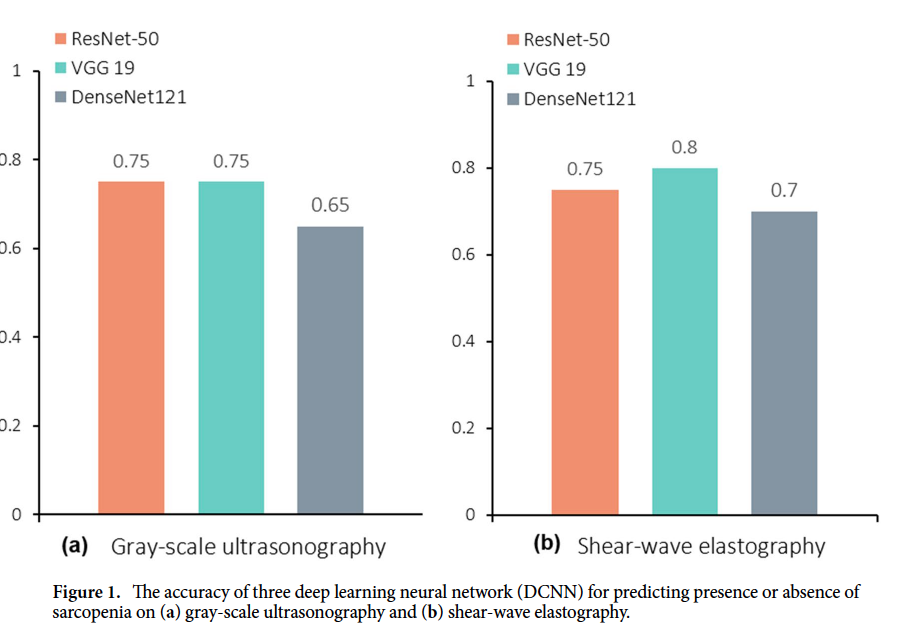 ResNet-50
VGG 19
DenseNet121
1
0.8
0.6
0.4
0.2
0
0.75
0.75
0.65
(a) Gray-scale ultrasonography
ResNet-50
VGG 19
DenseNet121
1
0.8
0.6
0.4
0.2
0
0.75
0.8
0.7
(b) Shear-wave elastography
Figure 1. The accuracy of three deep learning neural network (DCNN) for predicting presence or absence of
sarcopenia on (a) gray-scale ultrasonography and (b) shear-wave elastography.